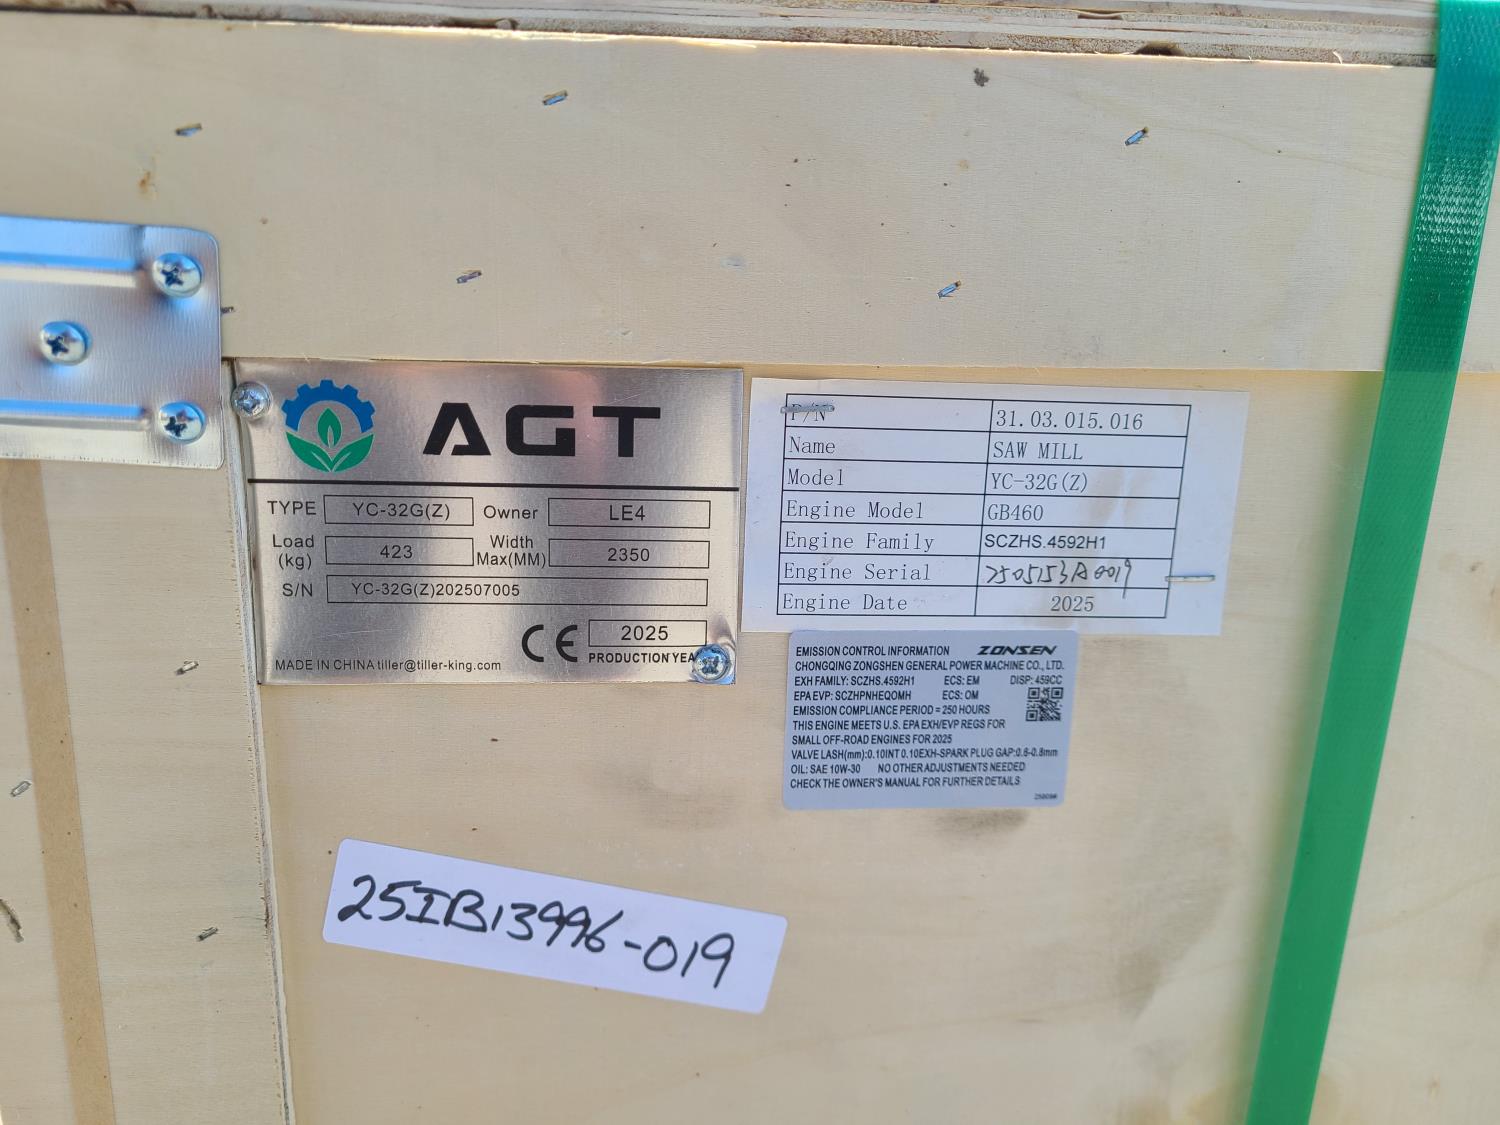 AGT
TYPE YC-32G(Z) Owner LE4
Load (kg) 423 Width Max(MM) 2350
S/N YC-32G(Z)202507005
CE 2025
PRODUCTION YEA
MADE IN CHINA tiller@tiller-king.com
P/N 31.03.015.016
Name SAW MILL
Model YC-32G(Z)
Engine Model GB460
Engine Family SCZHS.4592H1
Engine Serial
Engine Date 2025
EMISSION CONTROL INFORMATION ZONSEN
CHONGQING ZONGSHEN GENERAL POWER MACHINE CO., LTD.
EXH FAMILY: SCZHS.4592H1 ECS: EM DISP: 459CC
EPA EVP: SCZHPNHEQOMH ECS: OM
EMISSION COMPLIANCE PERIOD = 250 HOURS
THIS ENGINE MEETS U.S. EPA EXH/EVP REGS FOR
SMALL OFF-ROAD ENGINES FOR 2025
VALVE LASH(mm):0.10INT 0.10EXH-SPARK PLUG GAP:0.6-0.8mm
OIL: SAE 10W-30 NO OTHER ADJUSTMENTS NEEDED
CHECK THE OWNER'S MANUAL FOR FURTHER DETAILS
25IB13996-019